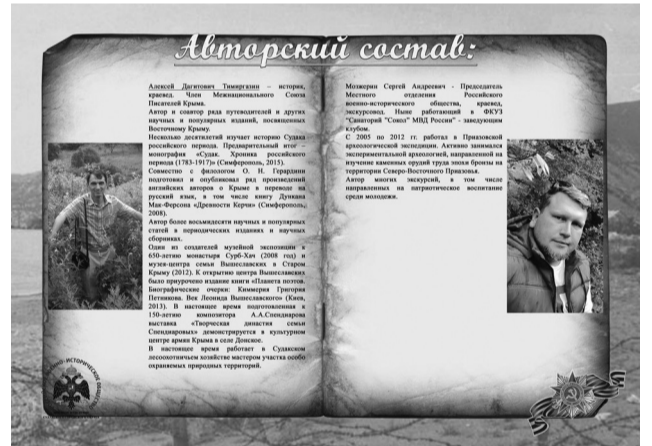 Авторский состав:
Алексей Дагитович Тимиргазин – историк,
краевед. Член Межнационального Союза
Писателей Крыма.
Автор и соавтор ряда путеводителей и других
научных и популярных изданий, посвященных
Восточному Крыму.
Несколько десятилетий изучает историю Судака
российского периода. Предварительный итог –
монография «Судак. Хроника российского
периода (1783-1917)» (Симферополь, 2015).
Совместно с филологом О. Н. Герардини
подготовил и опубликовал ряд произведений
английских авторов о Крыме в переводе на
русский язык, в том числе книгу Дункана
Мак-Ферсона «Древности Керчи» (Симферополь,
2008).
Автор более восьмидесяти научных и популярных
статей в периодических изданиях и научных
сборниках.
Один из создателей музейной экспозиции к
650-летию монастыря Сурб-Хач (2008 год) и
музея-центра семьи Вышеславских в Старом
Крыму (2012). К открытию центра Вышеславских
было приурочено издание книги «Планета поэтов.
Биографические очерки: Киммерия Григория
Петникова. Век Леонида Вышеславского» (Киев,
2013). В настоящее время подготовленная к
150-летию композитора А.А.Спендиарова
выставка «Творческая династия семьи
Спендиаровых» демонстрируется в культурном
центре армян Крыма в селе Донское.
В настоящее время работает в Судакском
лесоохотничьем хозяйстве мастером участка особо
охраняемых природных территорий.
Мозжерин Сергей Андреевич - Председатель
Местного отделения Российского
военно-исторического общества, краевед,
экскурсовод. Ныне работающий в ФКУЗ
"Санаторий "Сокол" МВД России" - заведующим
клубом.
С 2005 по 2012 гг. работал в Приазовской
археологической экспедиции. Активно занимался
экспериментальной археологией, направленной на
изучение каменных орудий труда эпохи бронзы на
территории Северо-Восточного Приазовья.
Автор многих экскурсий, в том числе
направленных на патриотическое воспитание
среди молодежи.